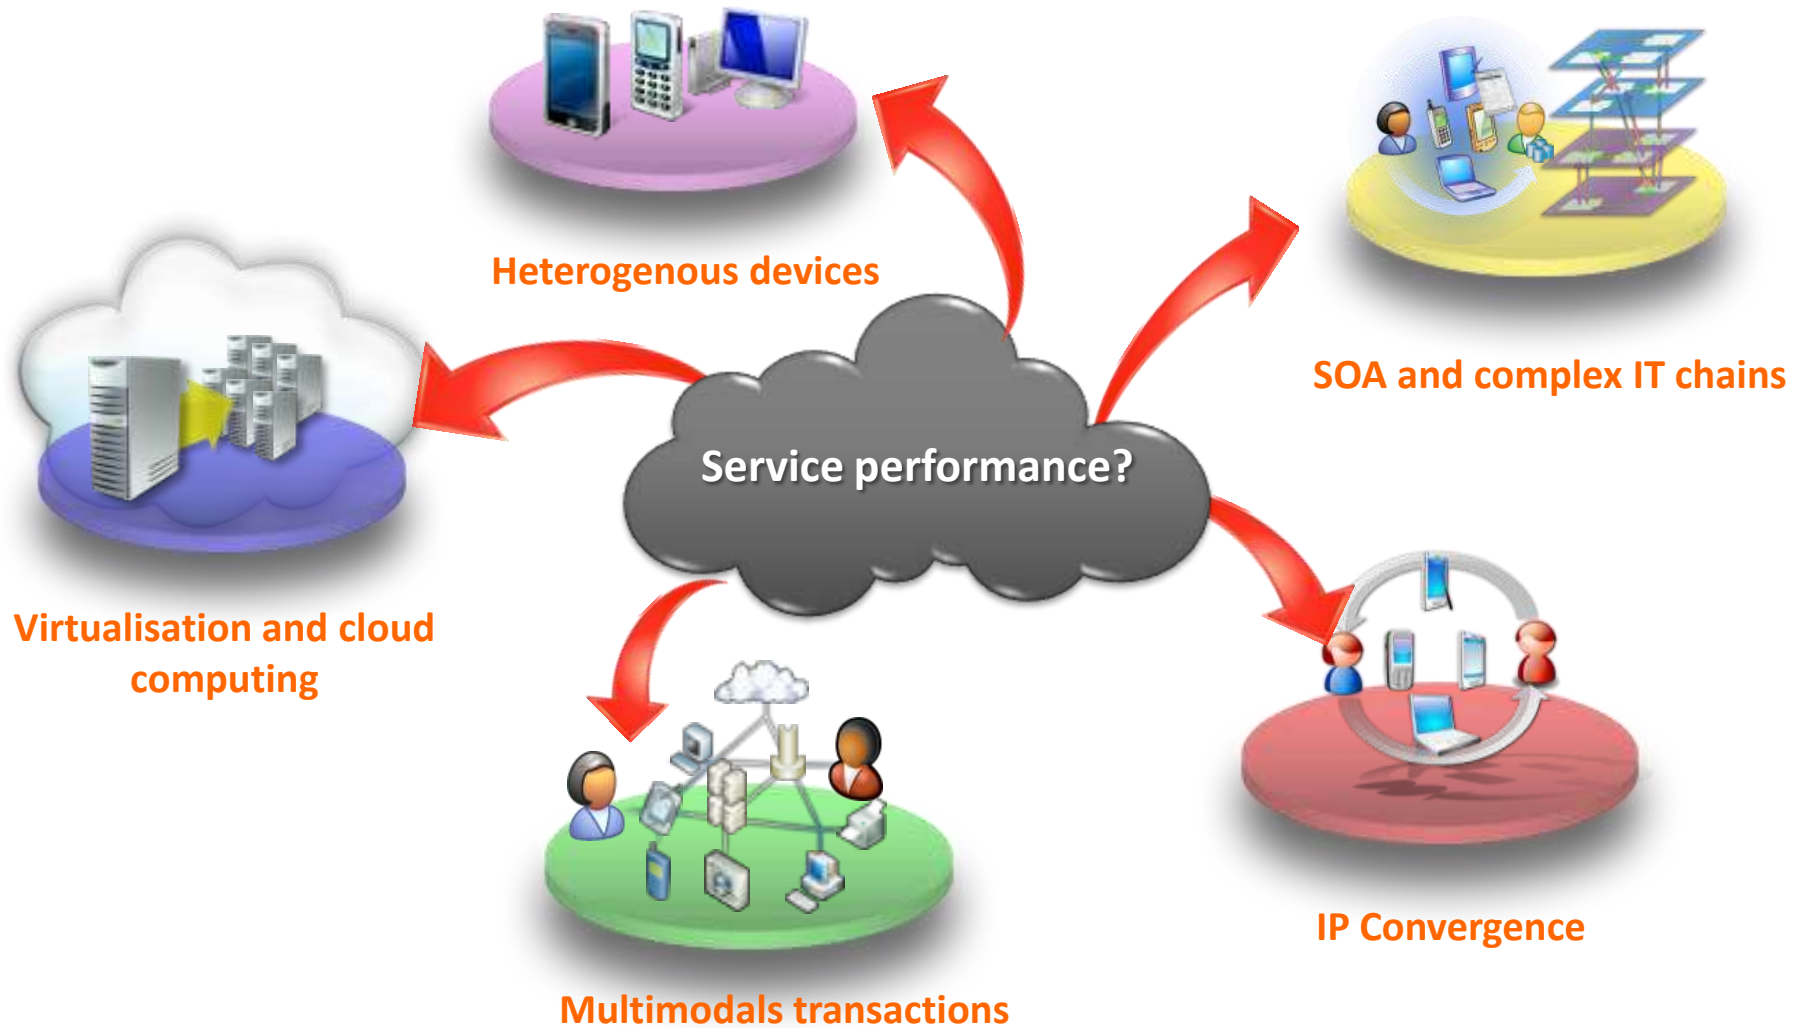 Heterogenous devices
SOA and complex IT chains
Service performance?
Virtualisation and cloud
computing
IP Convergence
Multimodals transactions